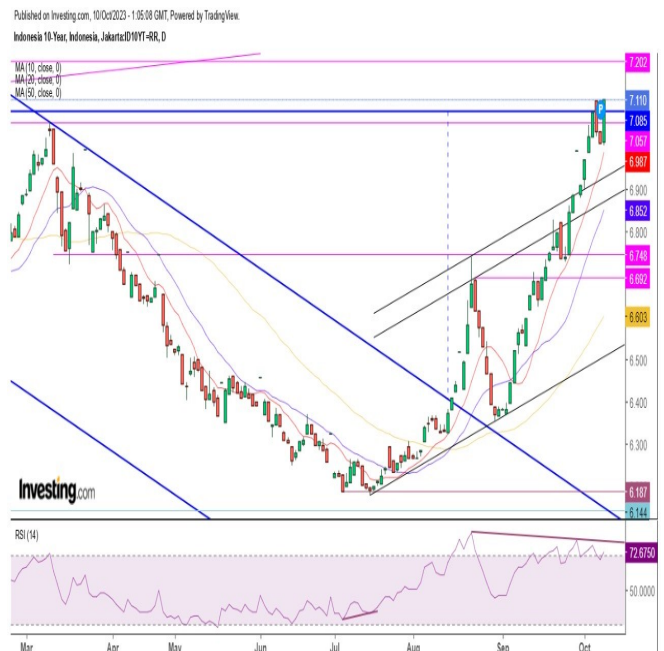 Published on Investing.com, 10/Oct/2023 - 1:05:08 GMT, Powered by TradingView.
Indonesia 10-Year, Indonesia, Jakarta:ID10YT=RR, D
MA (10, close, 0)
MA (20, close, 0)
MA (50, close, 0)
7.202
7.110
P
7.085
7.057
6.987
6.900
6.852
6.800
6.748
6.692
6.603
6.500
6.400
6.300
Investing.com
6.187
6.144
RSI (14)
72.6750
50.0000
Mar Apr May Jun Jul Aug Sep Oct